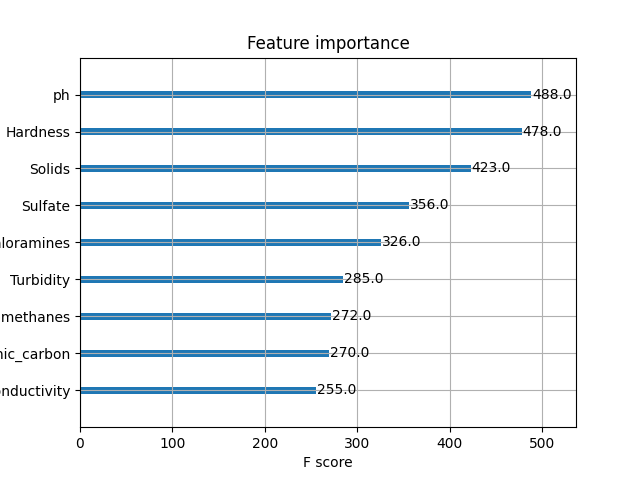 Feature importance
ph 488.0
Hardness 478.0
Solids 423.0
Sulfate 356.0
loramines 326.0
Turbidity 285.0
methanes 272.0
nic_carbon 270.0
nductivity 255.0
0 100 200 300 400 500
F score